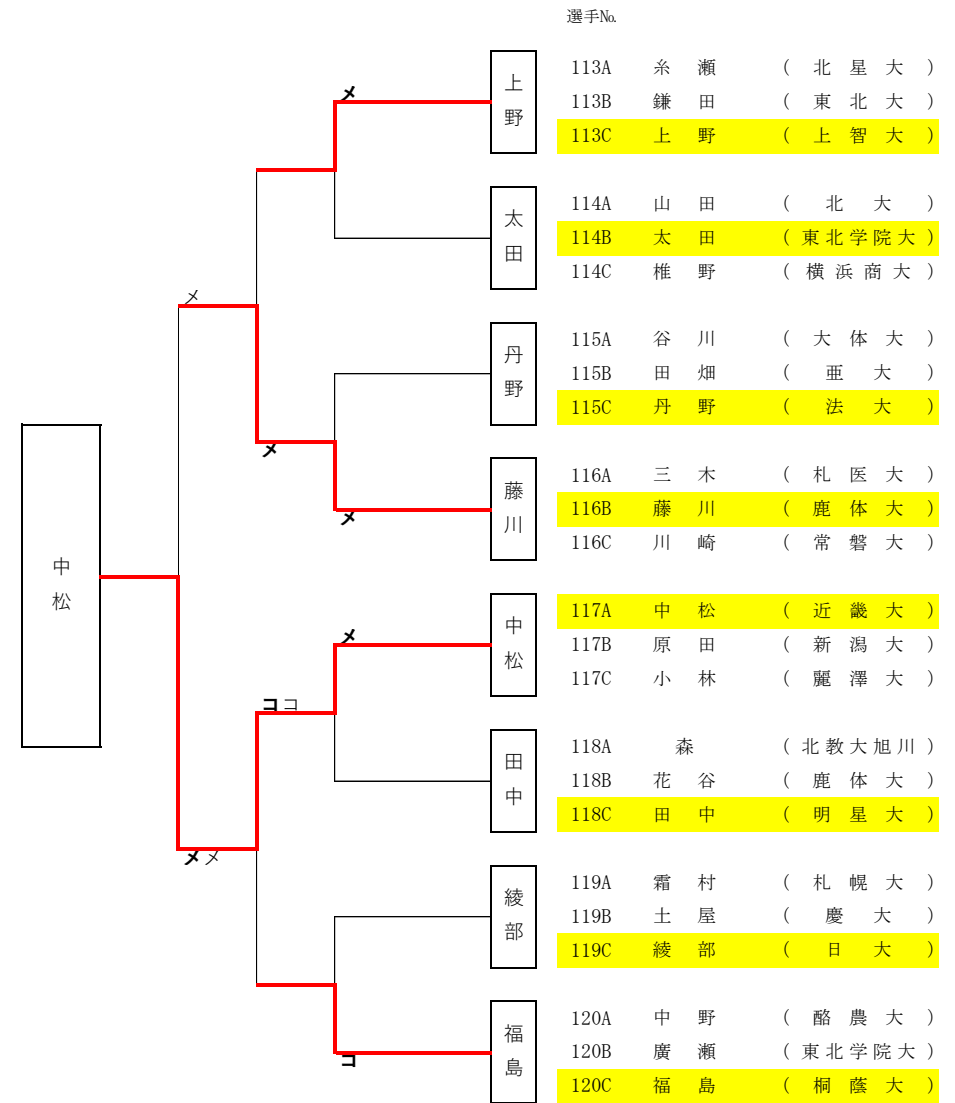 選手№
上野
113A 糸瀬 (北星大)
113B 鎌田 (東北大)
113C 上野 (上智大)
メ
太田
114A 山田 (北大)
114B 太田 (東北学院大)
114C 椎野 (横浜商大)
メ
丹野
115A 谷川 (大体大)
115B 田畑 (亜大)
115C 丹野 (法大)
メ
藤川
116A 三木 (札医大)
116B 藤川 (鹿体大)
116C 川崎 (常磐大)
メ
中松
中松
117A 中松 (近畿大)
117B 原田 (新潟大)
117C 小林 (麗澤大)
メ
ココ
田中
118A 森 (北教大旭川)
118B 花谷 (鹿体大)
118C 田中 (明星大)
メメ
綾部
119A 霜村 (札幌大)
119B 土屋 (慶大)
119C 綾部 (日大)
福島
120A 中野 (酪農大)
120B 廣瀬 (東北学院大)
120C 福島 (桐蔭大)
コ